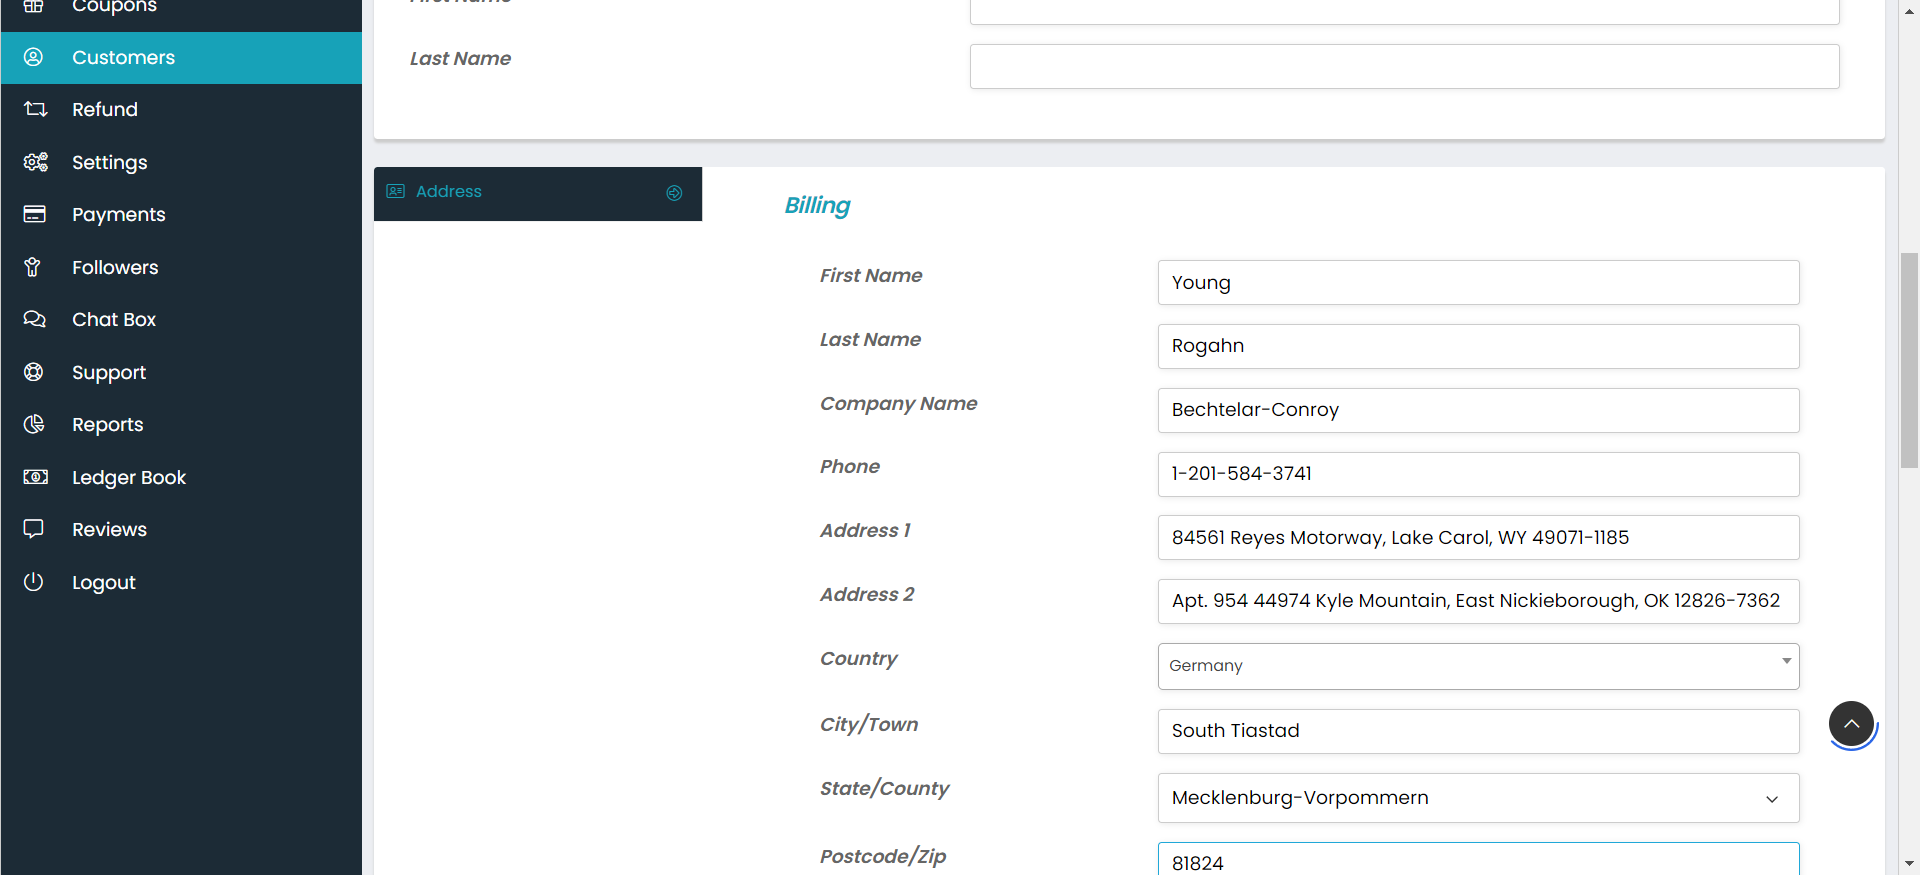 Coupons
Customers
Refund
Settings
Payments
Followers
Chat Box
Support
Reports
Ledger Book
Reviews
Logout
First Name
Last Name
Address
Billing
First Name
Young
Last Name
Rogahn
Company Name
Bechtelar-Conroy
Phone
1-201-584-3741
Address 1
84561 Reyes Motorway, Lake Carol, WY 49071-1185
Address 2
Apt. 954 44974 Kyle Mountain, East Nickieborough, OK 12826-7362
Country
Germany
City/Town
South Tiastad
State/County
Mecklenburg-Vorpommern
Postcode/Zip
81824